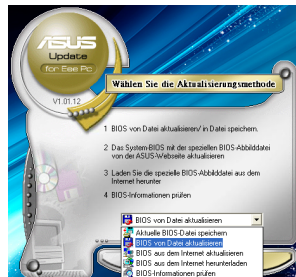 ASUS
Update
for Eee Pc
V1.01.12
Wählen Sie die Aktualisierungsmethode
1 BIOS von Datei aktualisieren/ in Datei speichern.
2 Das System-BIOS mit der speziellen BIOS-Abbilddatei
von der ASUS-Webseite aktualisieren
3 Laden Sie die spezielle BIOS-Abbilddatei aus dem
Internet herunter
4 BIOS-Informationen prüfen
BIOS von Datei aktualisieren
Aktuelle BIOS-Datei speichern
BIOS von Datei aktualisieren
BIOS aus dem Internet aktualisieren
BIOS aus dem Internet herunterladen
BIOS-Informationen prüfen